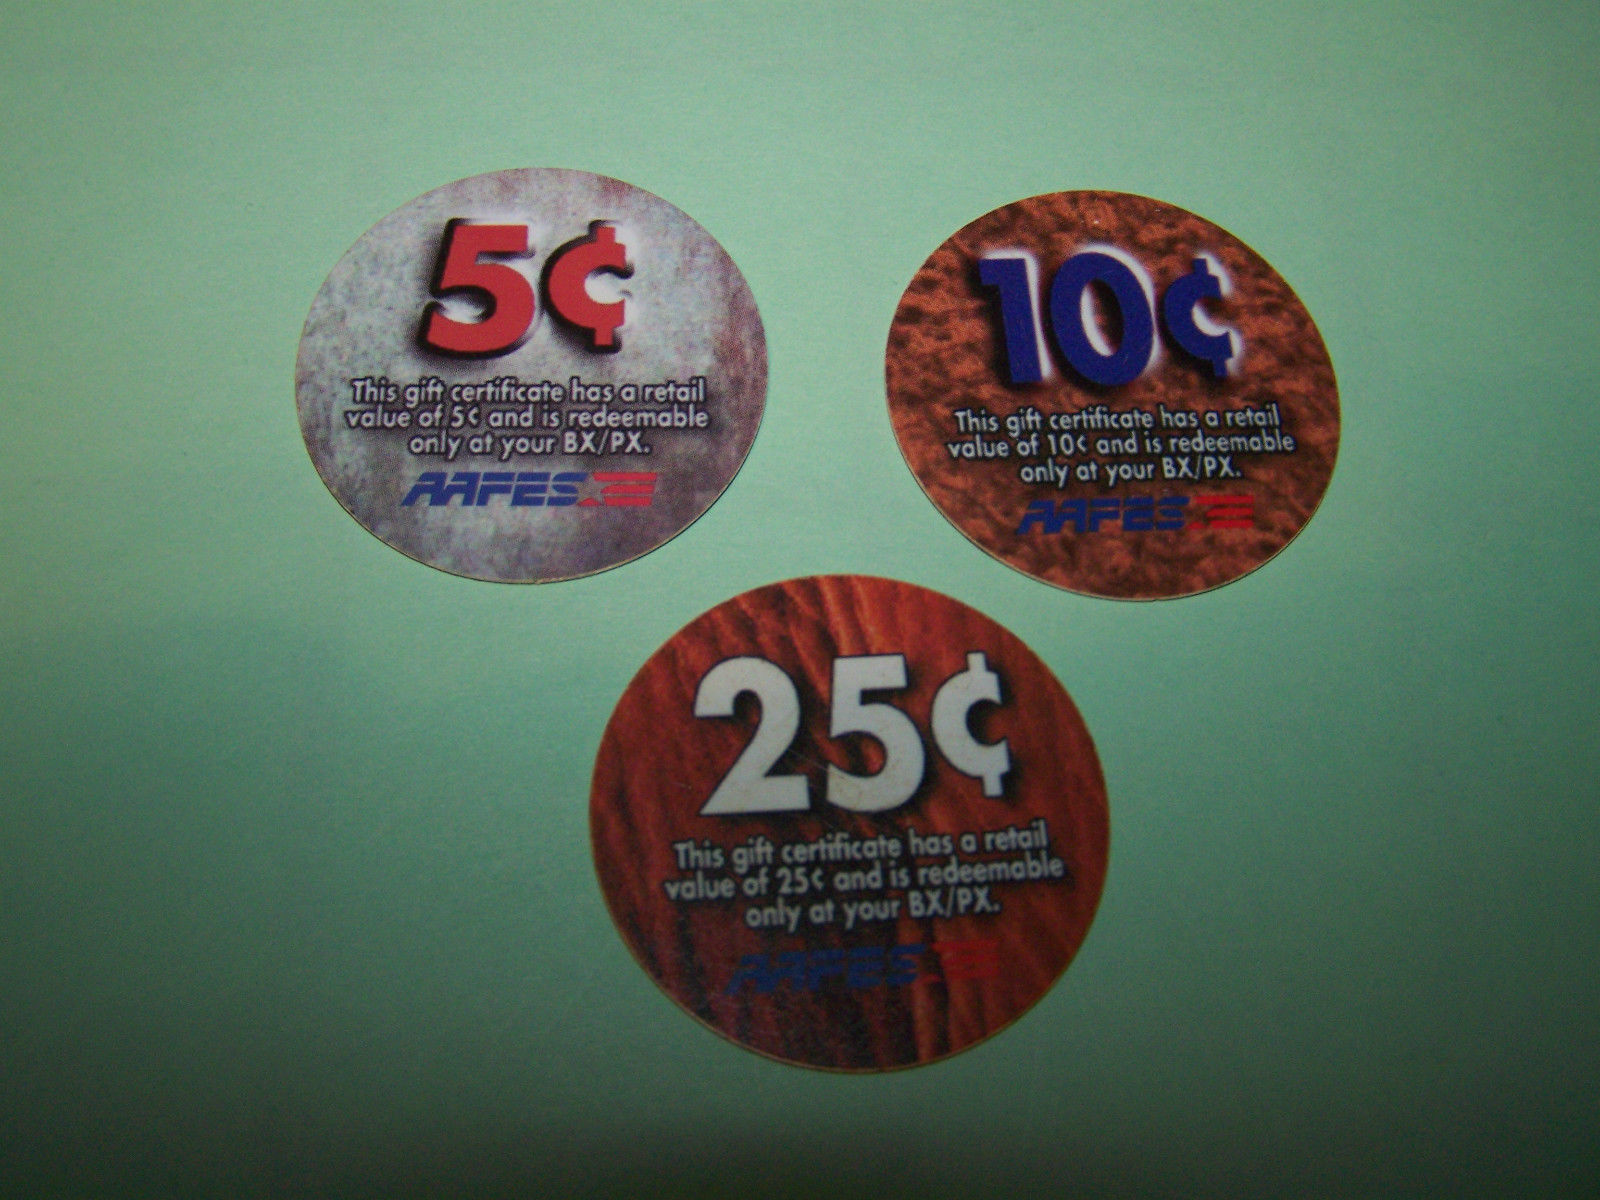 5¢
This gift certificate has a retail
value of 5¢ and is redeemable
only at your BX/PX.
AAFES
10¢
This gift certificate has a retail
value of 10¢ and is redeemable
only at your BX/PX.
AAFES
25¢
This gift certificate has a retail
value of 25¢ and is redeemable
only at your BX/PX.
AAFES